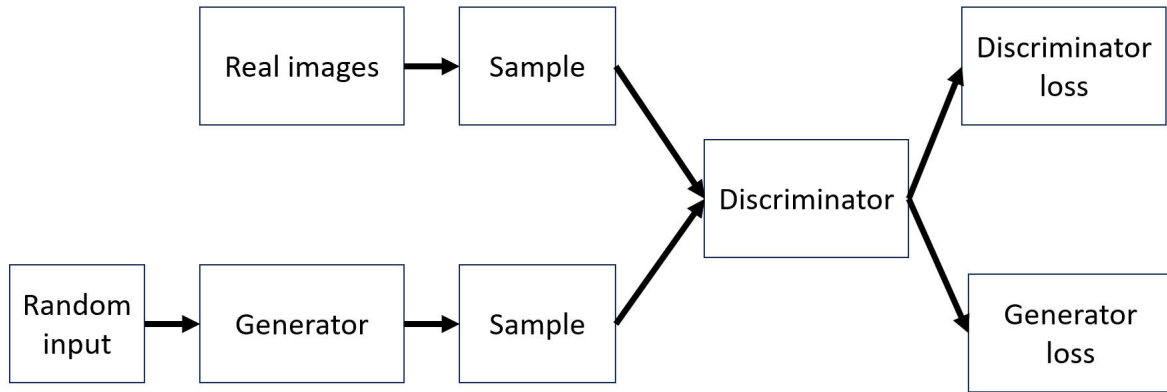 Real images
Sample
Discriminator
loss
Discriminator
Random
input
Generator
Sample
Generator
loss